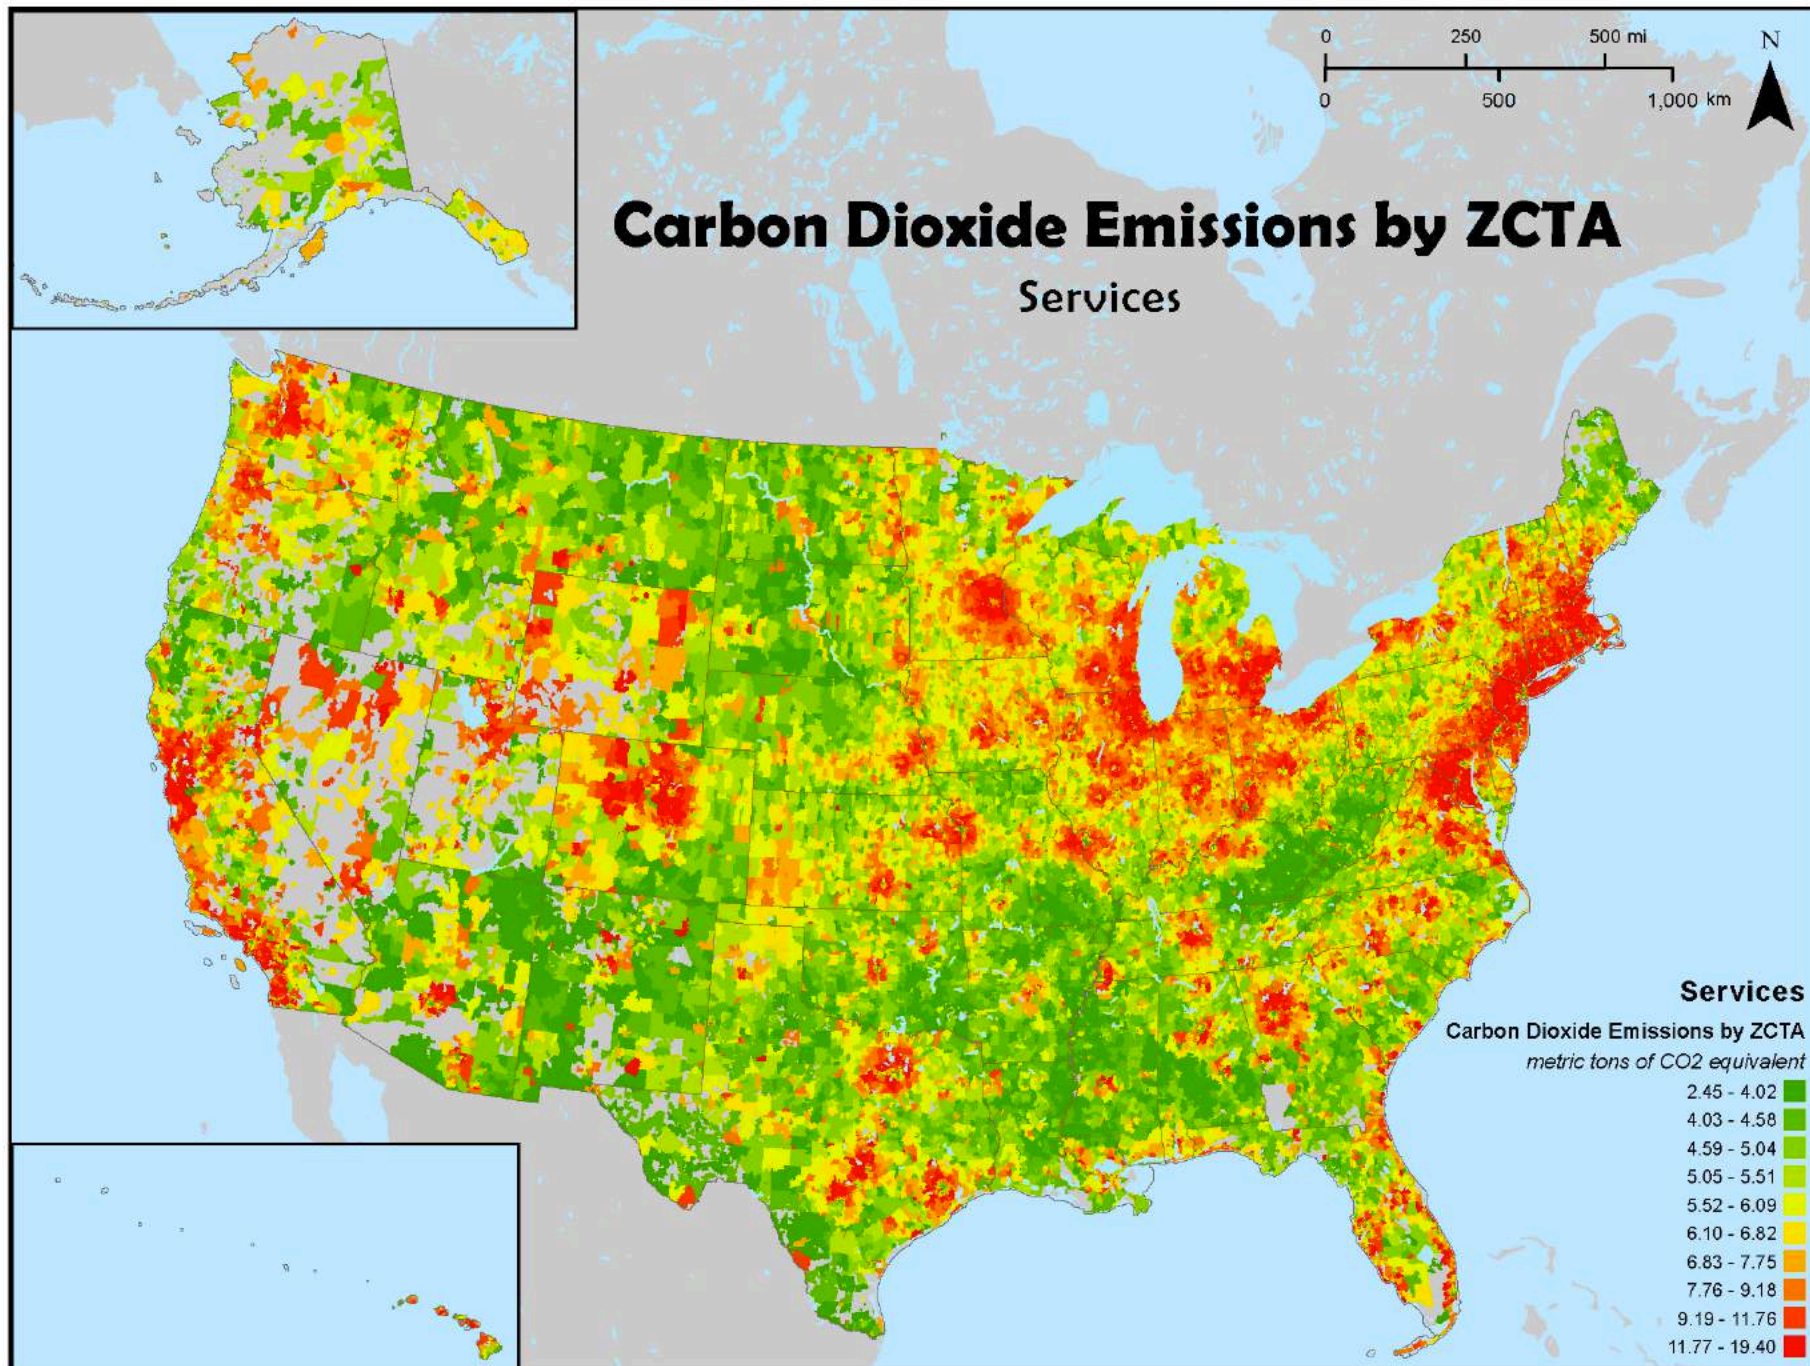 0 250 500 mi
N
0 500 1,000 km
Carbon Dioxide Emissions by ZCTA
Services
Services
Carbon Dioxide Emissions by ZCTA
metric tons of CO2 equivalent
2.45 - 4.02
4.03 - 4.58
4.59 - 5.04
5.05 - 5.51
5.52 - 6.09
6.10 - 6.82
6.83 - 7.75
7.76 - 9.18
9.19 - 11.76
11.77 - 19.40